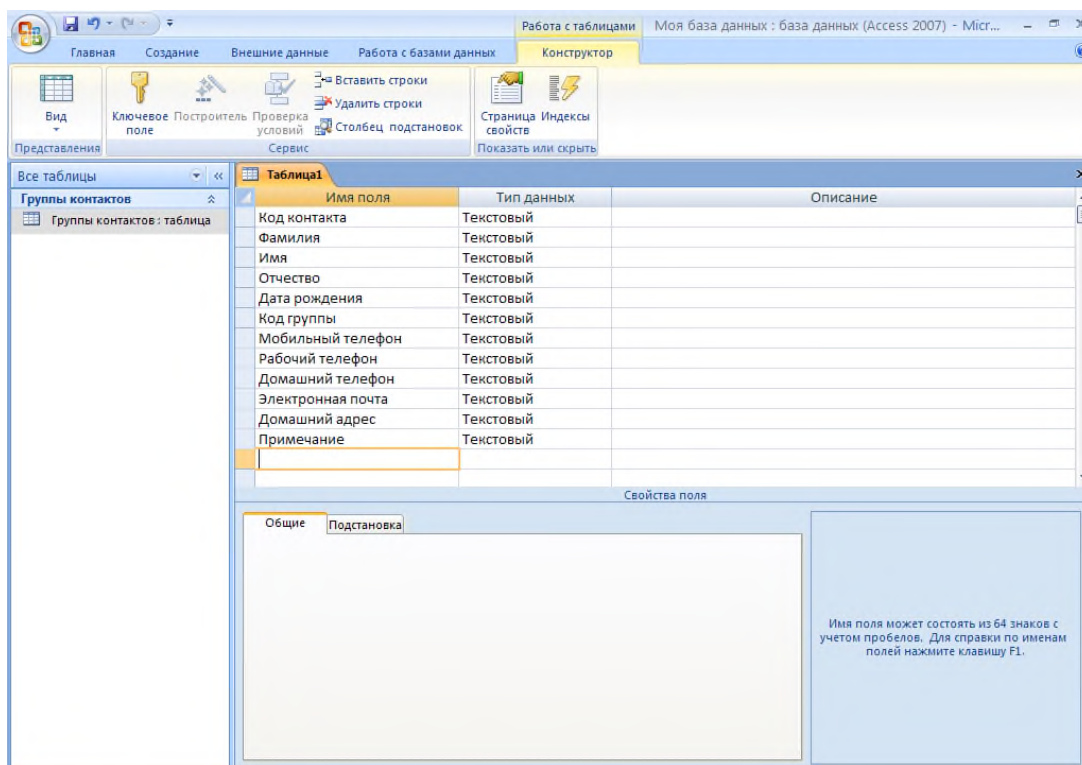 Работа с таблицами Моя база данных : база данных (Access 2007) - Micr...
Главная Создание Внешние данные Работа с базами данных Конструктор
Вид
Ключевое поле
Построитель
Проверка условий
Вставить строки
Удалить строки
Столбец подстановок
Страница свойств
Индексы
Представления Сервис Показать или скрыть
Все таблицы
Группы контактов
Группы контактов : таблица
Таблица1
Имя поля Тип данных Описание
Код контакта Текстовый
Фамилия Текстовый
Имя Текстовый
Отчество Текстовый
Дата рождения Текстовый
Код группы Текстовый
Мобильный телефон Текстовый
Рабочий телефон Текстовый
Домашний телефон Текстовый
Электронная почта Текстовый
Домашний адрес Текстовый
Примечание Текстовый
Свойства поля
Общие Подстановка
Имя поля может состоять из 64 знаков с
учетом пробелов. Для справки по именам
полей нажмите клавишу F1.